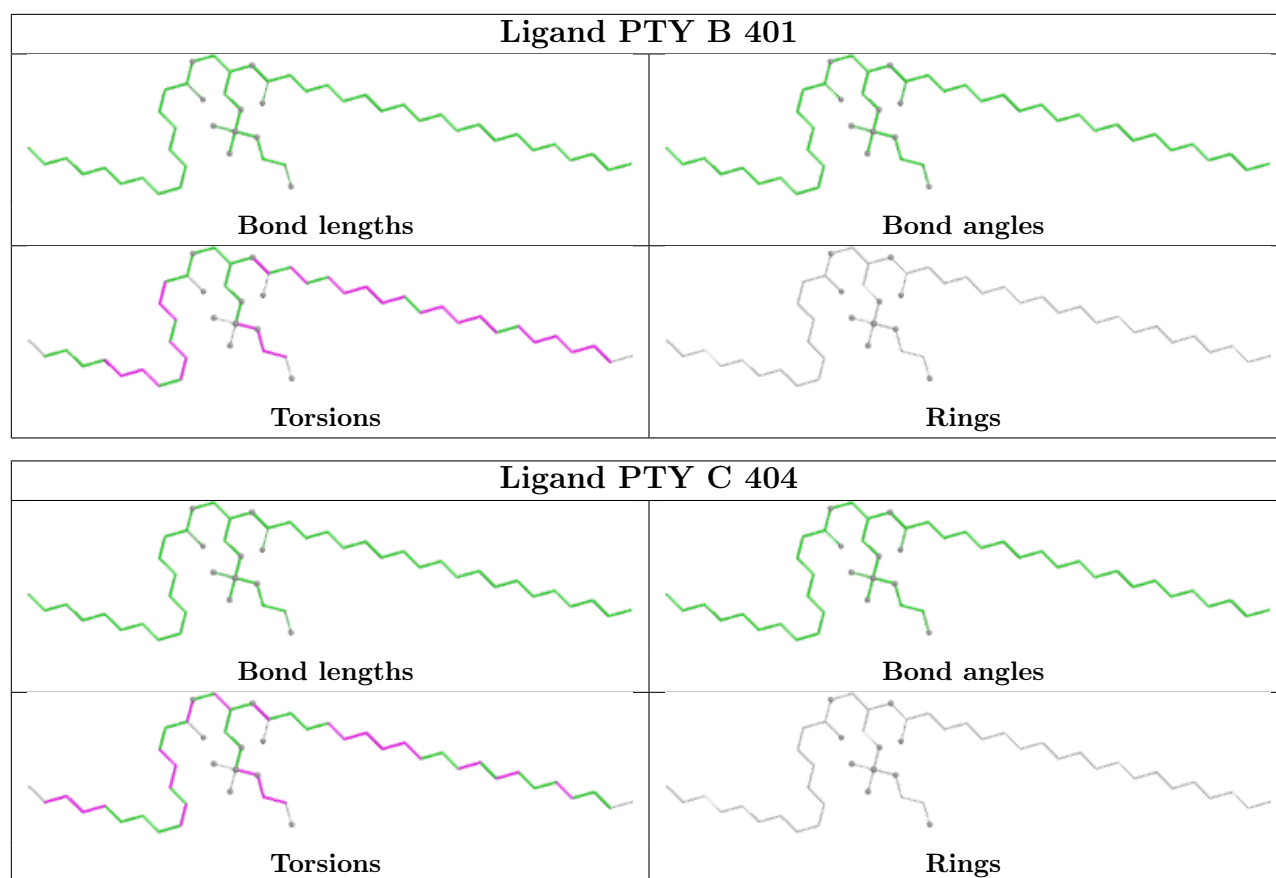 Ligand PTY B 401
Bond lengths
Bond angles
Torsions
Rings
Ligand PTY C 404
Bond lengths
Bond angles
Torsions
Rings